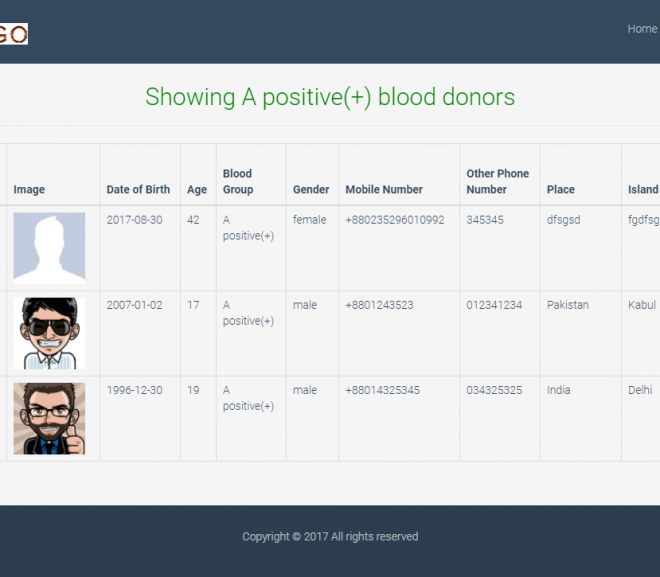 GO
Home
Showing A positive(+) blood donors
Image Date of Birth Age Blood Group Gender Mobile Number Other Phone Number Place Island
2017-08-30 42 A positive(+) female +880235296010992 345345 dfsgsd fgdfsg
2007-01-02 17 A positive(+) male +8801243523 012341234 Pakistan Kabul
1996-12-30 19 A positive(+) male +88014325345 034325325 India Delhi
Copyright © 2017 All rights reserved